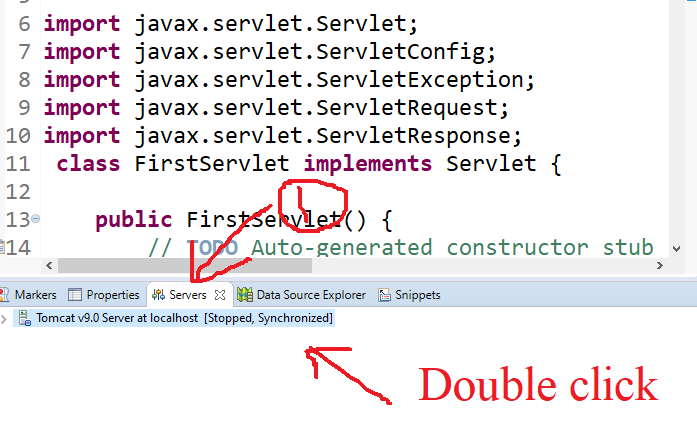 6 import javax.servlet.Servlet;
7 import javax.servlet.ServletConfig;
8 import javax.servlet.ServletException;
9 import javax.servlet.ServletRequest;
10 import javax.servlet.ServletResponse;
11 class FirstServlet implements Servlet {
12
13 public FirstServlet() {
14 // TODO Auto-generated constructor stub
Markers Properties Servers Data Source Explorer Snippets
Tomcat v9.0 Server at localhost [Stopped, Synchronized]
Double click